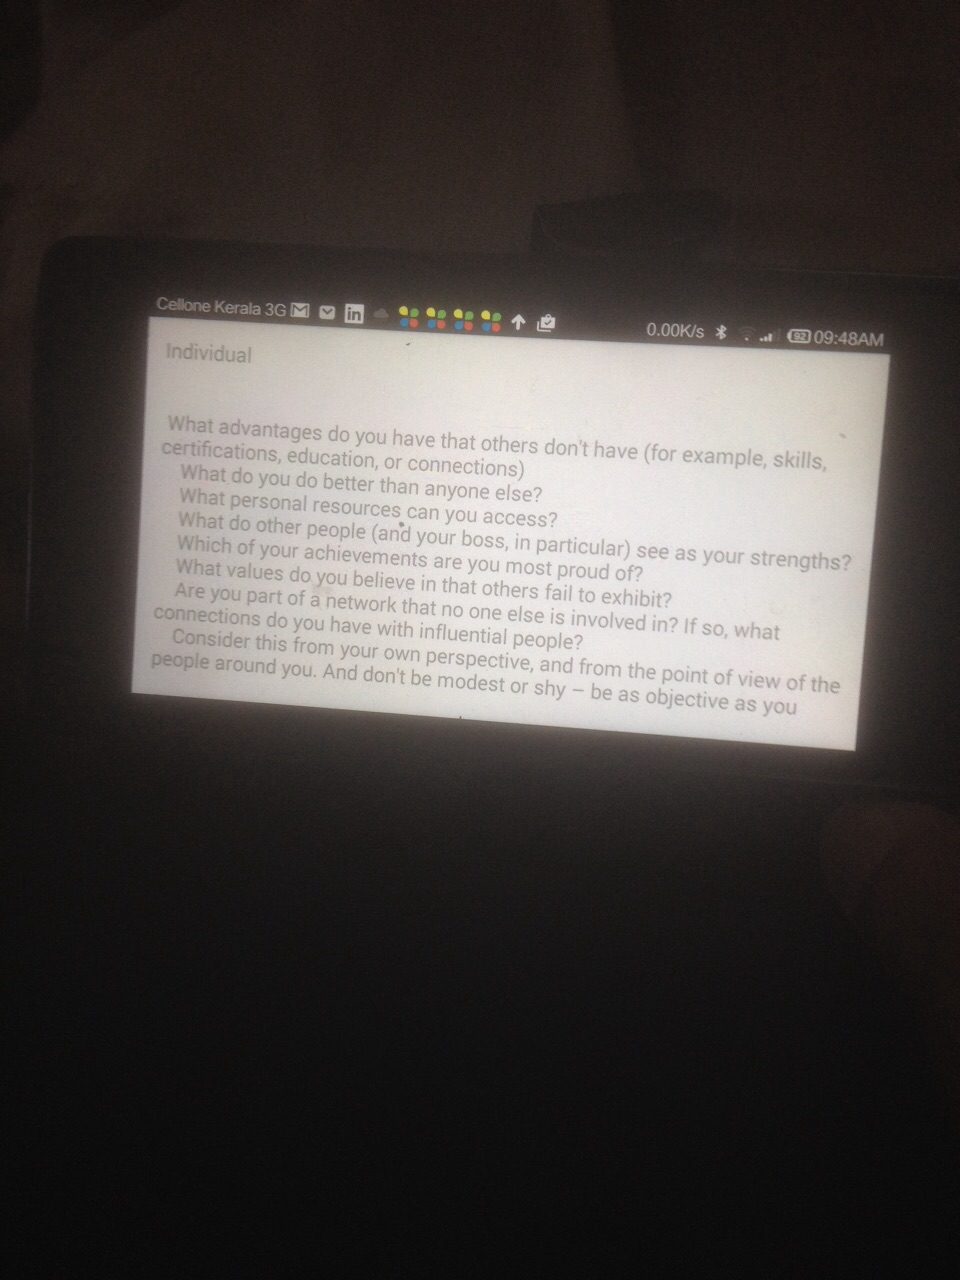 Cellone Kerala 3G in 0.00K/s 92 09:48AM
Individual
What advantages do you have that others don't have (for example, skills,
certifications, education, or connections)
What do you do better than anyone else?
What personal resources can you access?
What do other people (and your boss, in particular) see as your strengths?
Which of your achievements are you most proud of?
What values do you believe in that others fail to exhibit?
Are you part of a network that no one else is involved in? If so, what
connections do you have with influential people?
Consider this from your own perspective, and from the point of view of the
people around you. And don't be modest or shy – be as objective as you